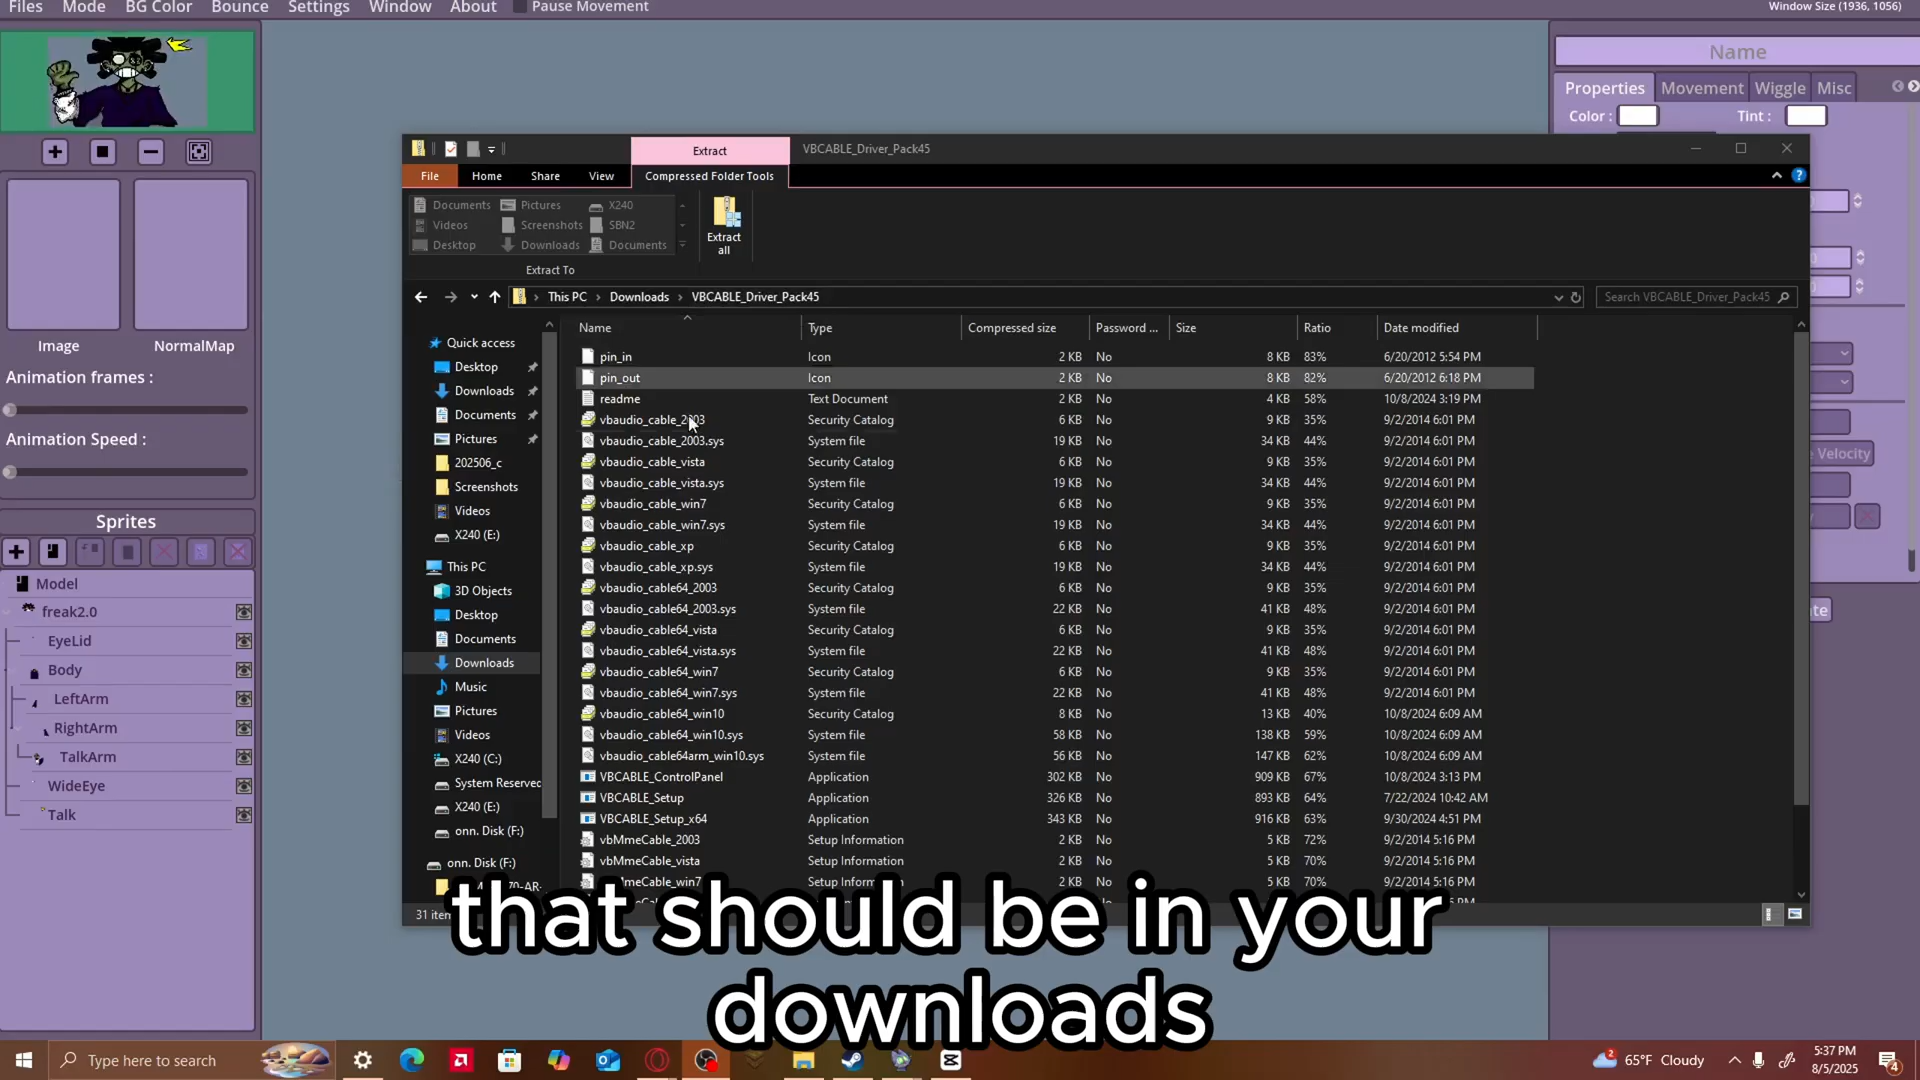 Files Mode BG Color Bounce Settings Window About Pause Movement
Window Size (1936, 1056)
Name
Properties Movement Wiggle Misc
Color : Tint :
Image NormalMap
Animation frames :
Animation Speed :
Sprites
Model
freak2.0
EyeLid
Body
LeftArm
RightArm
TalkArm
WideEye
Talk
Extract VBCABLE_Driver_Pack45
File Home Share View Compressed Folder Tools
Documents Pictures X240
Videos Screenshots SBN2
Desktop Downloads Documents
Extract all
Extract To
This PC > Downloads > VBCABLE_Driver_Pack45
Search VBCABLE_Driver_Pack45
Quick access
Desktop
Downloads
Documents
Pictures
202506_c
Screenshots
Videos
X240 (E:)
This PC
3D Objects
Desktop
Documents
Downloads
Music
Pictures
Videos
X240 (C:)
System Reserved
X240 (E:)
onn. Disk (F:)
onn. Disk (F:)
Name Type Compressed size Password ... Size Ratio Date modified
pin_in Icon 2 KB No 8 KB 83% 6/20/2012 5:54 PM
pin_out Icon 2 KB No 8 KB 82% 6/20/2012 6:18 PM
readme Text Document 2 KB No 4 KB 58% 10/8/2024 3:19 PM
vbaudio_cable_2003 Security Catalog 6 KB No 9 KB 35% 9/2/2014 6:01 PM
vbaudio_cable_2003.sys System file 19 KB No 34 KB 44% 9/2/2014 6:01 PM
vbaudio_cable_vista Security Catalog 6 KB No 9 KB 35% 9/2/2014 6:01 PM
vbaudio_cable_vista.sys System file 19 KB No 34 KB 44% 9/2/2014 6:01 PM
vbaudio_cable_win7 Security Catalog 6 KB No 9 KB 35% 9/2/2014 6:01 PM
vbaudio_cable_win7.sys System file 19 KB No 34 KB 44% 9/2/2014 6:01 PM
vbaudio_cable_xp Security Catalog 6 KB No 9 KB 35% 9/2/2014 6:01 PM
vbaudio_cable_xp.sys System file 19 KB No 34 KB 44% 9/2/2014 6:01 PM
vbaudio_cable64_2003 Security Catalog 6 KB No 9 KB 35% 9/2/2014 6:01 PM
vbaudio_cable64_2003.sys System file 22 KB No 41 KB 48% 9/2/2014 6:01 PM
vbaudio_cable64_vista Security Catalog 6 KB No 9 KB 35% 9/2/2014 6:01 PM
vbaudio_cable64_vista.sys System file 22 KB No 41 KB 48% 9/2/2014 6:01 PM
vbaudio_cable64_win7 Security Catalog 6 KB No 9 KB 35% 9/2/2014 6:01 PM
vbaudio_cable64_win7.sys System file 22 KB No 41 KB 48% 9/2/2014 6:01 PM
vbaudio_cable64_win10 Security Catalog 8 KB No 13 KB 40% 10/8/2024 6:09 AM
vbaudio_cable64_win10.sys System file 58 KB No 138 KB 59% 10/8/2024 6:09 AM
vbaudio_cable64arm_win10.sys System file 56 KB No 147 KB 62% 10/8/2024 6:09 AM
VBCABLE_ControlPanel Application 302 KB No 909 KB 67% 10/8/2024 3:13 PM
VBCABLE_Setup Application 326 KB No 893 KB 64% 7/22/2024 10:42 AM
VBCABLE_Setup_x64 Application 343 KB No 916 KB 63% 9/30/2024 4:51 PM
vbMmeCable_2003 Setup Information 2 KB No 5 KB 72% 9/2/2014 5:16 PM
vbMmeCable_vista Setup Information 2 KB No 5 KB 70% 9/2/2014 5:16 PM
Setup Information 2 KB No 5 KB 70% 9/2/2014 5:16 PM
Velocity
that should be in your
downloads
Type here to search
65°F Cloudy
5:37 PM
8/5/2025